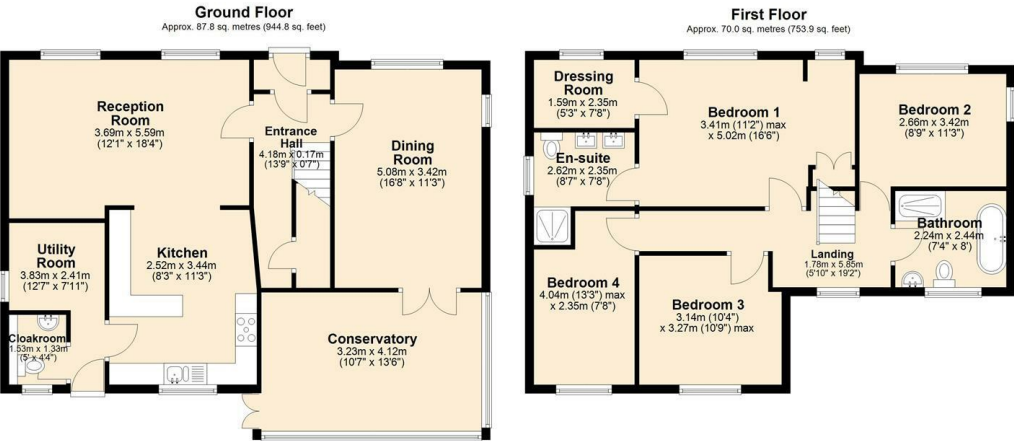 Ground Floor
Approx. 87.8 sq. metres (944.8 sq. feet)
Reception
Room
3.69m x 5.59m
(12'1" x 18'4")
Entrance
Hall
4.18m x 0.17m
(13'9" x 0'7")
Dining
Room
5.08m x 3.42m
(16'8" x 11'3")
Utility
Room
3.83m x 2.41m
(12'7" x 7'11")
Kitchen
2.52m x 3.44m
(8'3" x 11'3")
Cloakroom
1.53m x 1.33m
(5' x 4'4")
Conservatory
3.23m x 4.12m
(10'7" x 13'6")
First Floor
Approx. 70.0 sq. metres (753.9 sq. feet)
Dressing
Room
1.59m x 2.35m
(5'3" x 7'8")
Bedroom 1
3.41m (11'2") max
x 5.02m (16'6")
Bedroom 2
2.66m x 3.42m
(8'9" x 11'3")
En-suite
2.62m x 2.35m
(8'7" x 7'8")
Bathroom
2.24m x 2.44m
(7'4" x 8')
Landing
1.78m x 5.85m
(5'10" x 19'2")
Bedroom 4
4.04m (13'3") max
x 2.35m (7'8")
Bedroom 3
3.14m (10'4")
x 3.27m (10'9") max